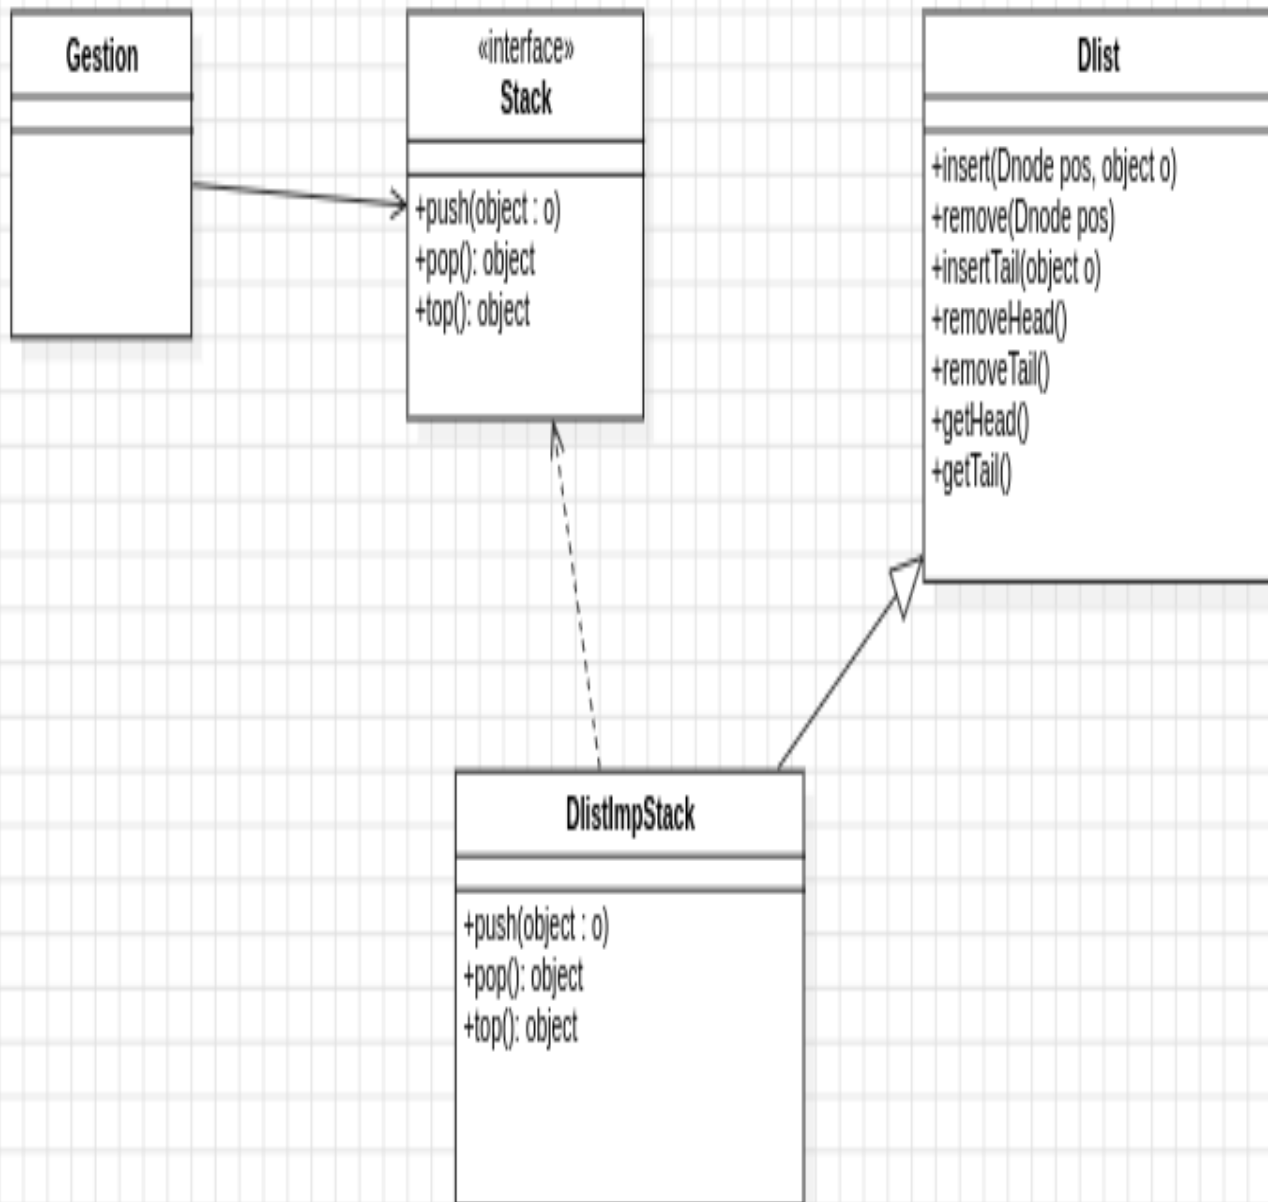 Gestion
«interface»
Stack
+push(object : o)
+pop(): object
+top(): object
Dlist
+insert(Dnode pos, object o)
+remove(Dnode pos)
+insertTail(object o)
+removeHead()
+removeTail()
+getHead()
+getTail()
DlistImpStack
+push(object : o)
+pop(): object
+top(): object